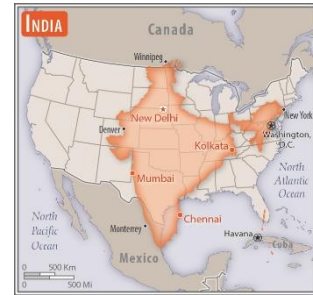 INDIA
Canada
Winnipeg
New Delhi
New York
Denver
Kolkata
Washington,
D.C.
Mumbai
North
Atlantic
Ocean
North
Pacific
Ocean
Chennai
Monterrey
Havana
Cuba
Mexico
0 500 Km
0 500 Mi